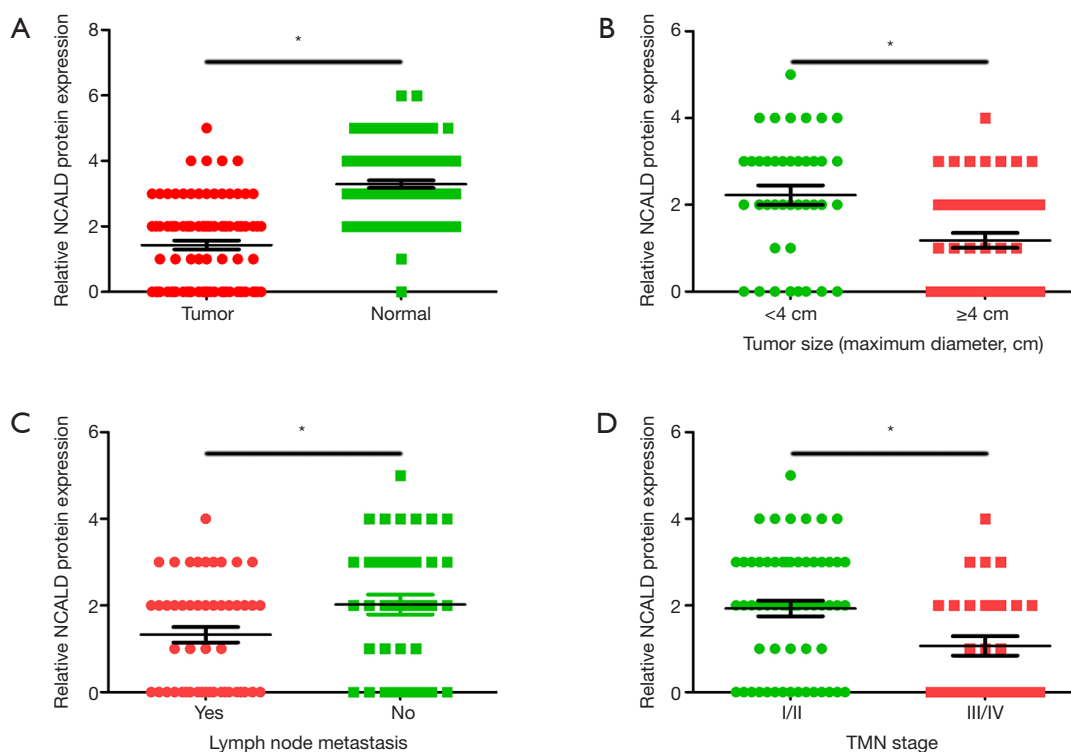 A
Relative NCALD protein expression
8
6
4
2
0
*
Tumor Normal
B
Relative NCALD protein expression
6
4
2
0
*
<4 cm ≥4 cm
Tumor size (maximum diameter, cm)
C
Relative NCALD protein expression
6
4
2
0
*
Yes No
Lymph node metastasis
D
Relative NCALD protein expression
6
4
2
0
*
I/II III/IV
TMN stage